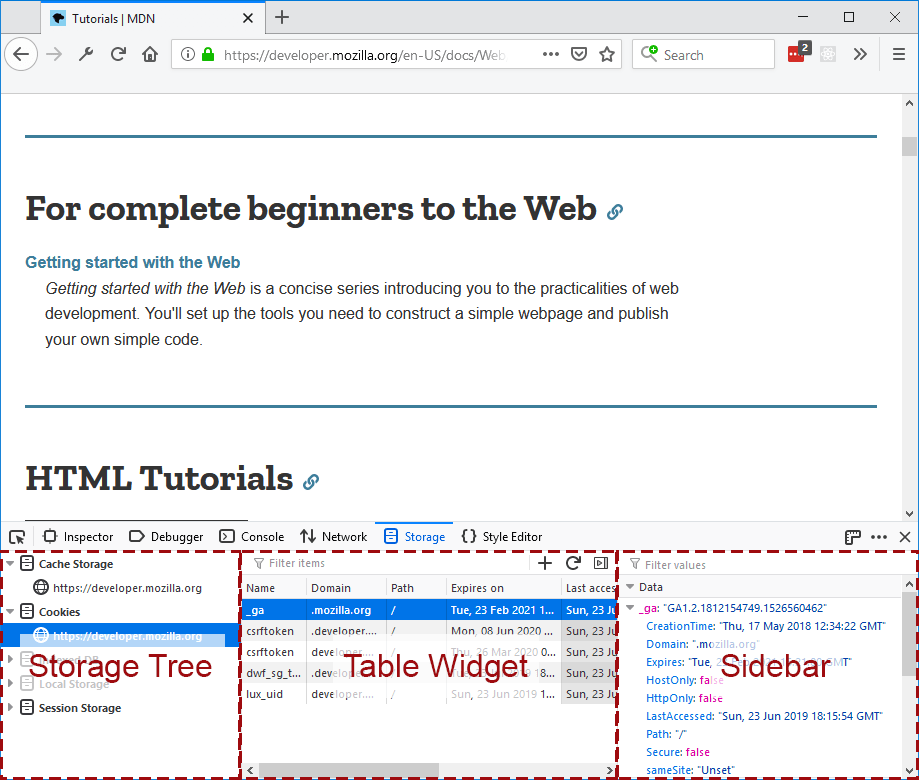 Tutorials | MDN
https://developer.mozilla.org/en-US/docs/Web
Search
2
For complete beginners to the Web
Getting started with the Web
Getting started with the Web is a concise series introducing you to the practicalities of web
development. You'll set up the tools you need to construct a simple webpage and publish
your own simple code.
HTML Tutorials
Inspector Debugger Console Network Storage Style Editor
Cache Storage
https://developer.mozilla.org
Cookies
https://developer.mozilla.org
Local Storage
Session Storage
Storage Tree
Filter items
Name Domain Path Expires on Last acces
_ga .mozilla.org / Tue, 23 Feb 2021 1... Sun, 23 Ju
csrftoken .developer.... / Mon, 08 Jun 2020 ... Sun, 23 Ju
csrftoken .developer.... / Thu, 26 Mar 2020 0... Sun, 23 Ju
dwf_sg_t... .developer.... / 18... Sun, 23 Ju
lux_uid developer.... / Sun, 23 Jun 2019 1... Sun, 23 Ju
Table Widget
Filter values
Data
_ga: "GA1.2.1812154749.1526560462"
CreationTime: "Thu, 17 May 2018 12:34:22 GMT"
Domain: ".mozilla.org"
Expires: "Tue, GMT"
HostOnly: false
HttpOnly: false
LastAccessed: "Sun, 23 Jun 2019 18:15:54 GMT"
Path: "/"
Secure: false
sameSite: "Unset"
Sidebar